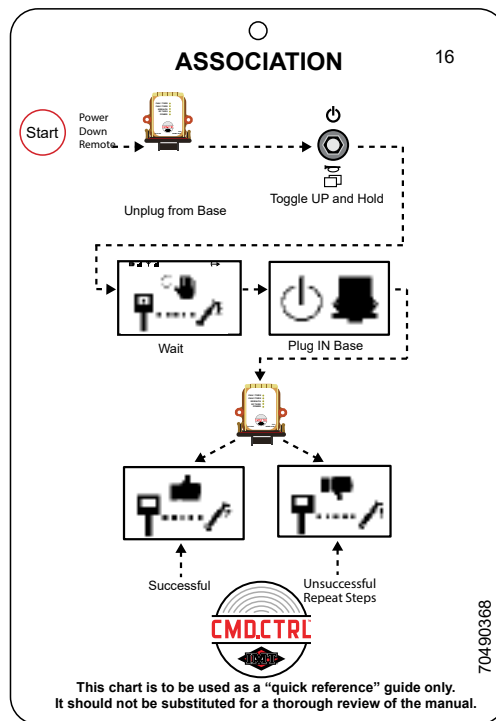 ASSOCIATION
16
Start
Power
Down
Remote
Unplug from Base
Toggle UP and Hold
Wait
Plug IN Base
Successful
Unsuccessful
Repeat Steps
CMD.CTRL
IMT
70490368
This chart is to be used as a “quick reference” guide only.
It should not be substituted for a thorough review of the manual.